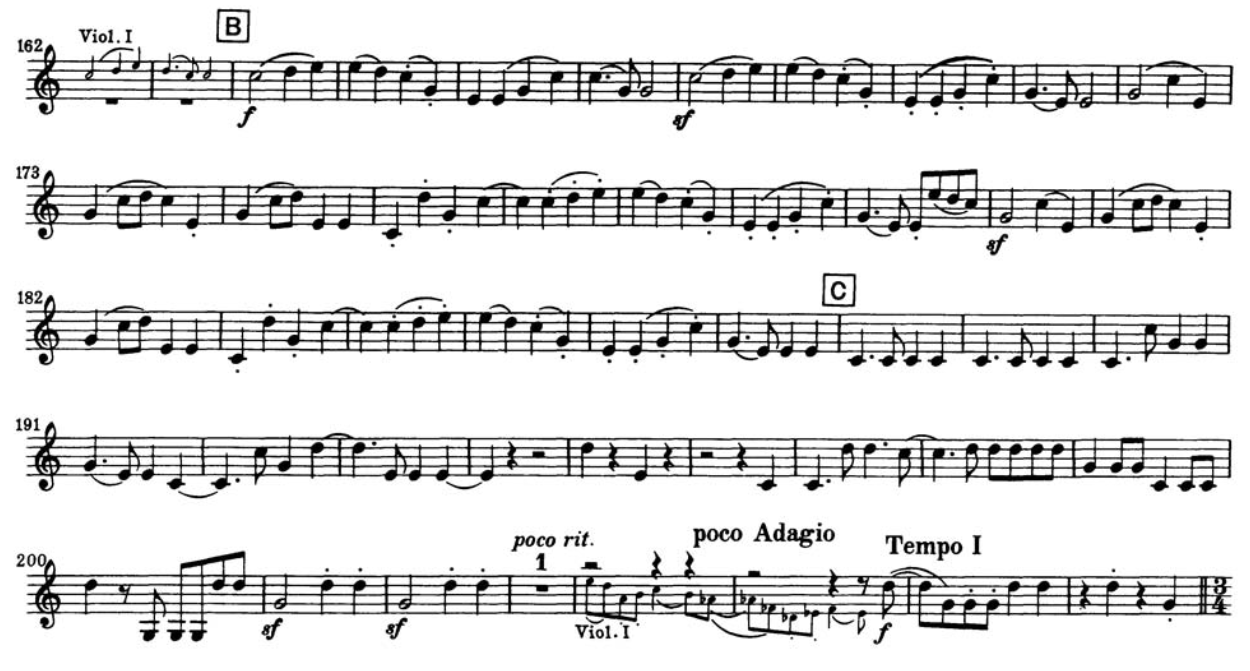 Viol. I
B
162
f
sf
173
sf
182
C
191
200
poco rit.
1
poco Adagio
Tempo I
3
4
sf
sf
Viol. I
f